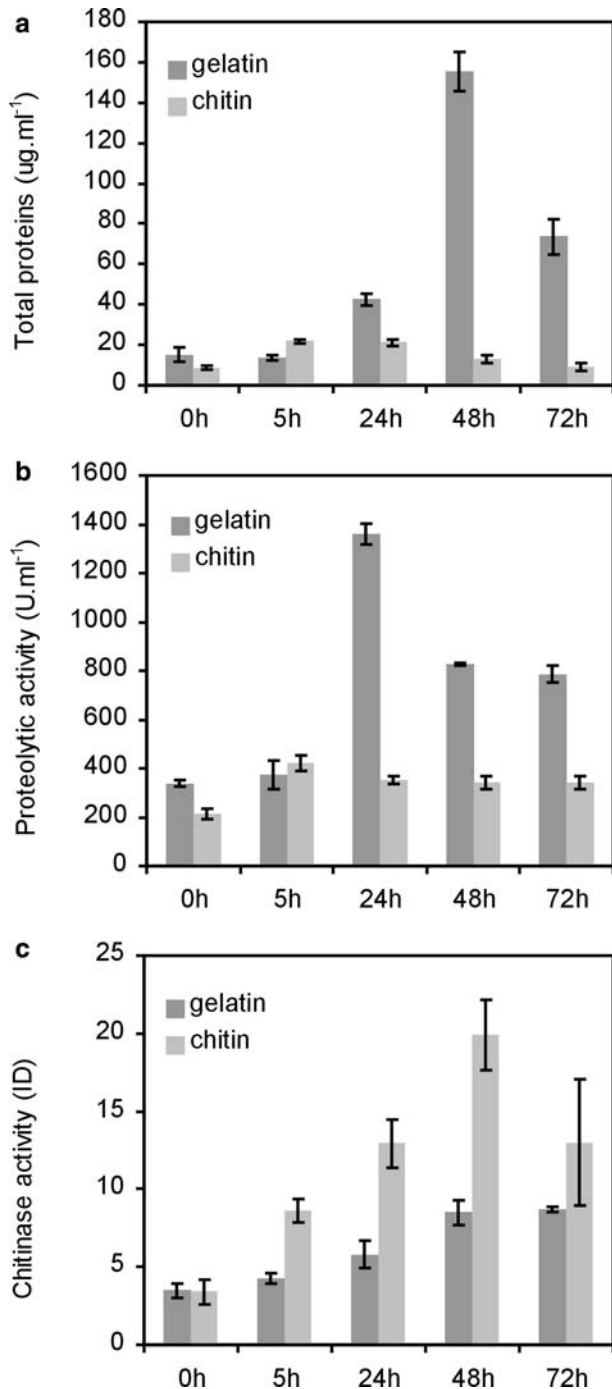 a
Total proteins (ug.ml-1)
180
160
140
120
100
80
60
40
20
0
gelatin
chitin
0h 5h 24h 48h 72h
b
Proteolytic activity (U.ml-1)
1600
1400
1200
1000
800
600
400
200
0
gelatin
chitin
0h 5h 24h 48h 72h
c
Chitinase activity (ID)
25
20
15
10
5
0
gelatin
chitin
0h 5h 24h 48h 72h